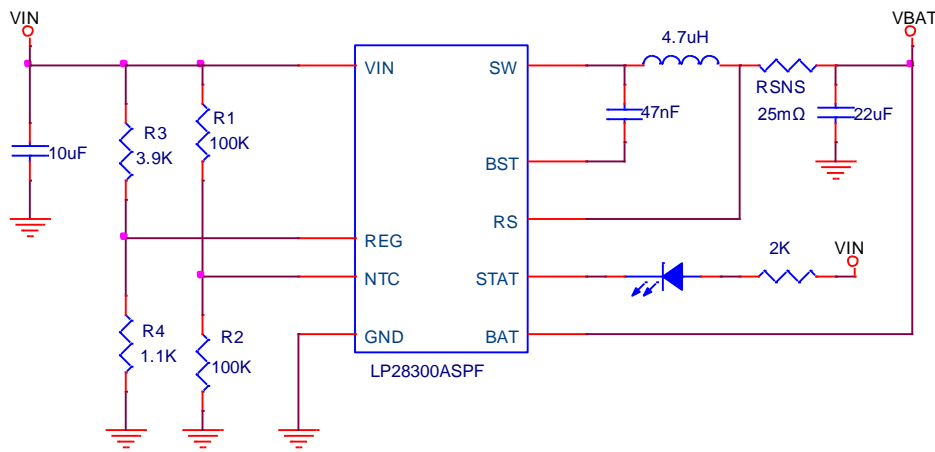 VIN
VBAT
4.7uH
VIN
SW
R1
100K
R3
3.9K
10uF
47nF
RSNS
25mΩ
22uF
BST
RS
REG
NTC
STAT
2K
VIN
R4
1.1K
R2
100K
GND
BAT
LP28300ASPF